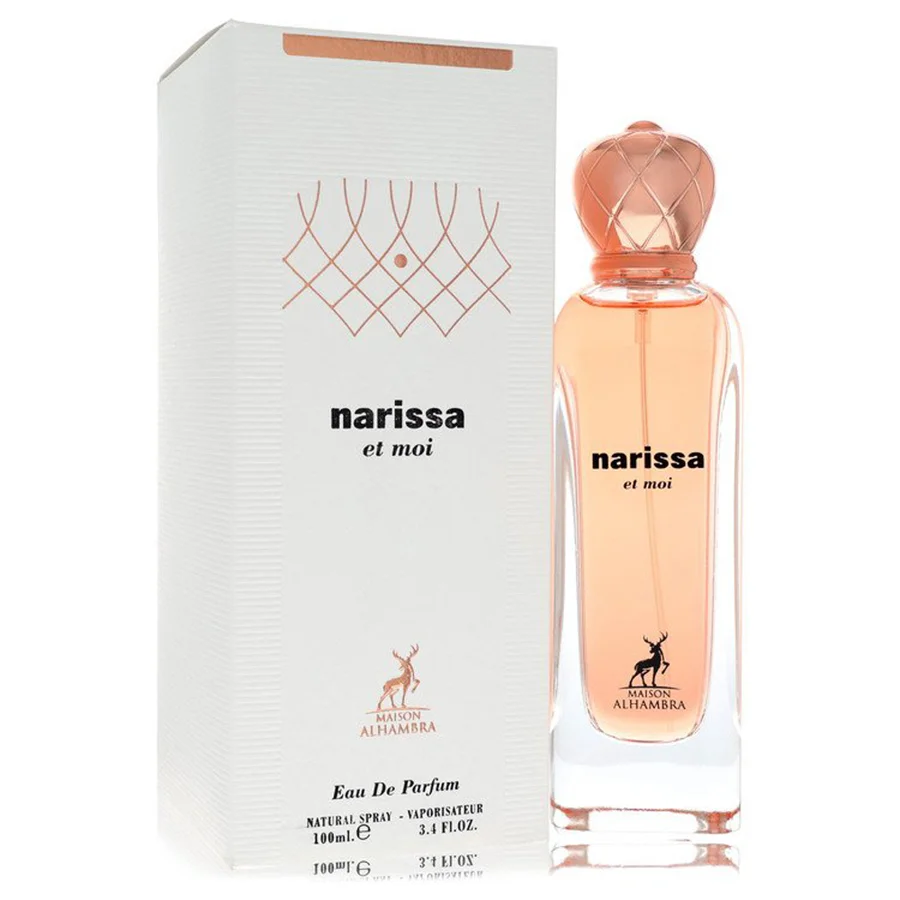 narissa
et moi
MAISON
ALHAMBRA
Eau De Parfum
NATURAL SPRAY - VAPORISATEUR
100ml. e 3.4 Fl.OZ.
narissa
et moi
MAISON
ALHAMBRA